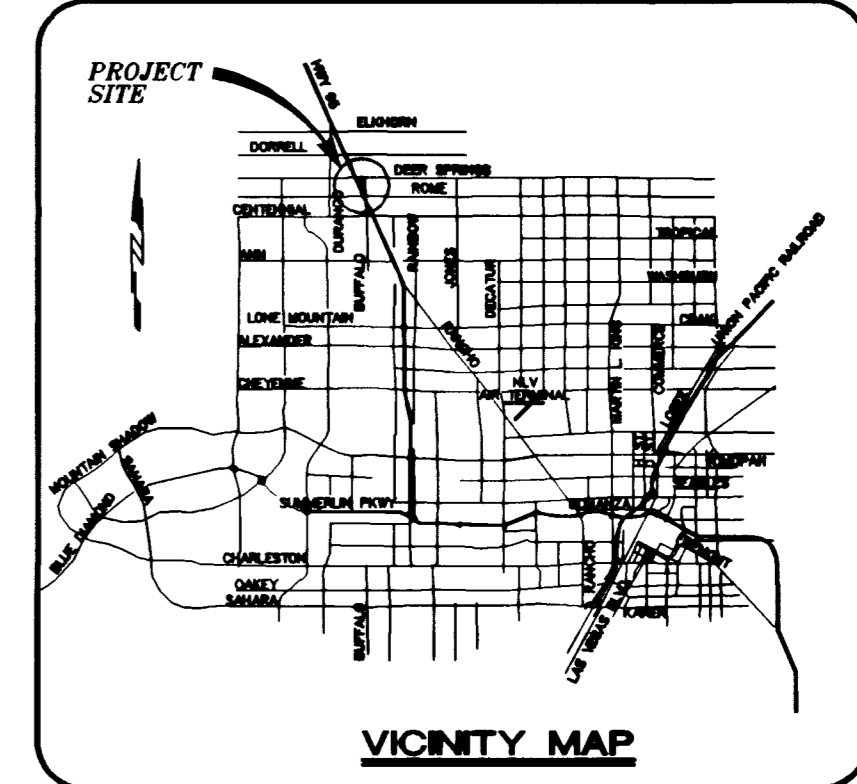 PROJECT
SITE
HWY 95
ELKHORN
DORRELL
DEER SPRINGS
ROME
CENTENNIAL
DURANGO
BUFFALO
RAINBOW
JONES
DECATUR
TROPICAL
ANN
WASHBURN
LONE MOUNTAIN
CRAIG
UNION PACIFIC RAILROAD
ALEXANDER
RANCHO
MARTIN L. KING
COMMERCE
LOSEE
CHEYENNE
NLV
AIR TERMINAL
MOUNTAIN SHADOW
SAHARA
BLUE DIAMOND
SUMMERLIN PKWY
BONANZA
CHARLESTON
FREMONT
RANCHO
OAKEY
SAHARA
BUFFALO
LAS VEGAS BLVD
KAREN
VICINITY MAP